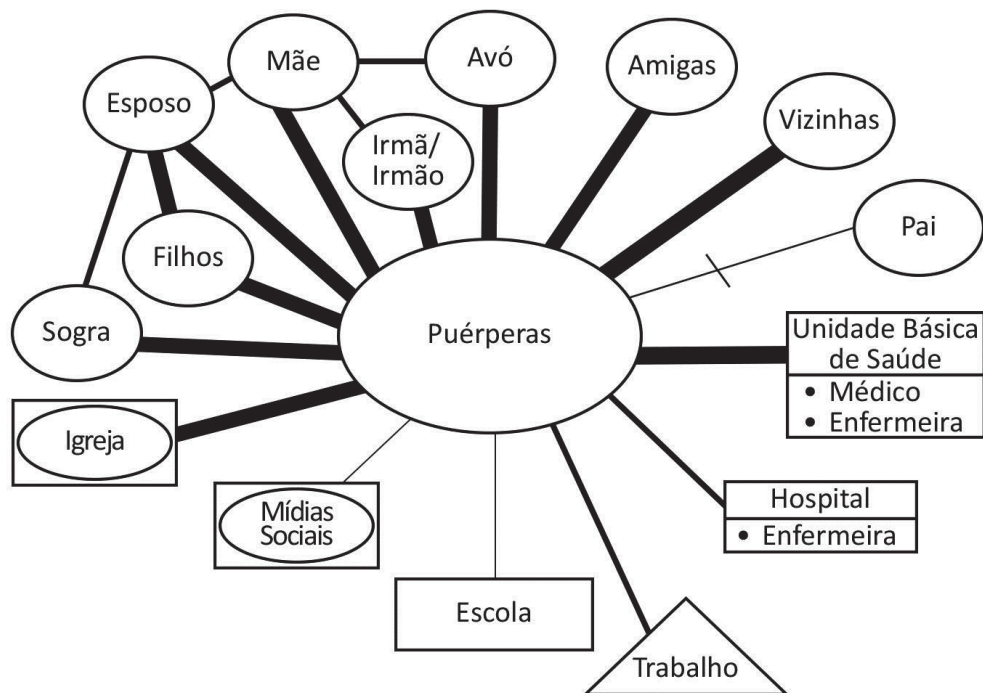 Mãe
Avó
Amigas
Esposo
Vizinhas
Irmã/
Irmão
Pai
Filhos
Sogra
Puérperas
Unidade Básica
de Saúde
• Médico
• Enfermeira
Igreja
Mídias
Sociais
Hospital
• Enfermeira
Escola
Trabalho